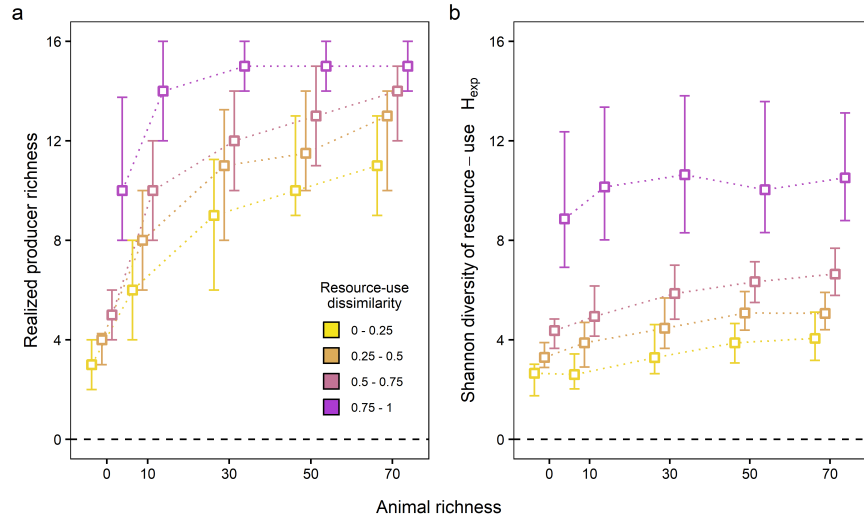 a
b
Realized producer richness
16
12
8
4
0
0
10
30
50
70
Resource-use
dissimilarity
0 - 0.25
0.25 - 0.5
0.5 - 0.75
0.75 - 1
Shannon diversity of resource − use Hexp
16
12
8
4
0
0
10
30
50
70
Animal richness